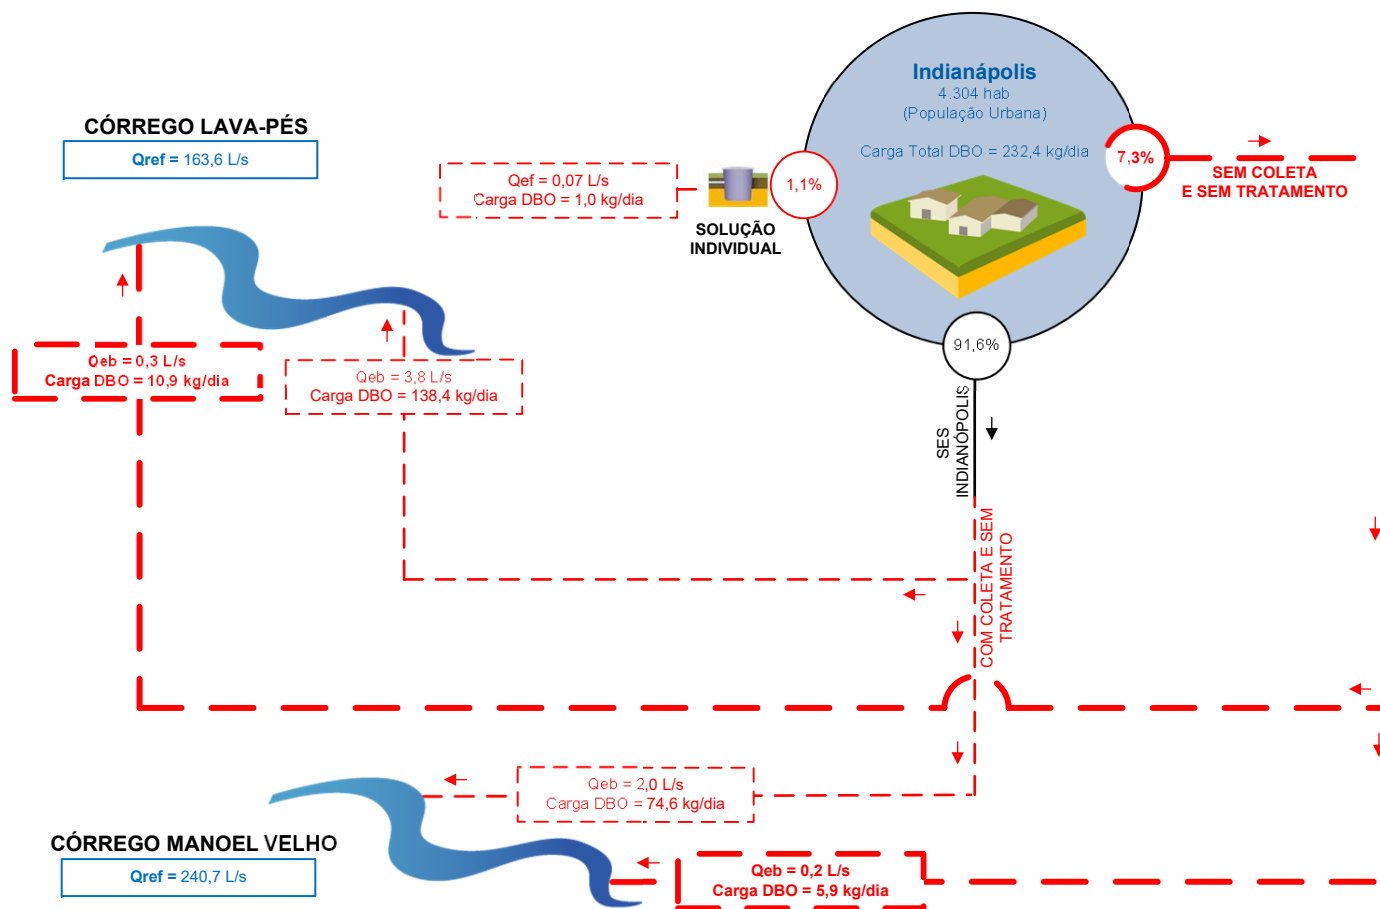 Indianápolis
4.304 hab
(População Urbana)
Carga Total DBO = 232,4 kg/dia
7,3%
SEM COLETA
E SEM TRATAMENTO
1,1%
SOLUÇÃO
INDIVIDUAL
Qef = 0,07 L/s
Carga DBO = 1,0 kg/dia
CÓRREGO LAVA-PÉS
Qref = 163,6 L/s
Qeb = 0,3 L/s
Carga DBO = 10,9 kg/dia
Qeb = 3,8 L/s
Carga DBO = 138,4 kg/dia
91,6%
SES
INDIANÓPOLIS
COM COLETA E SEM
TRATAMENTO
Qeb = 2,0 L/s
Carga DBO = 74,6 kg/dia
CÓRREGO MANOEL VELHO
Qref = 240,7 L/s
Qeb = 0,2 L/s
Carga DBO = 5,9 kg/dia